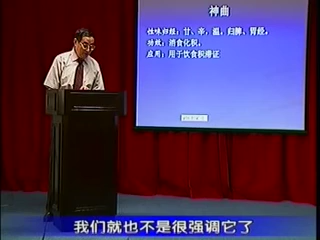 神曲
性味归经：甘、辛，温。归脾、胃经。
功效：消食化积。
应用：用于饮食积滞证
我们就也不是很强调它了